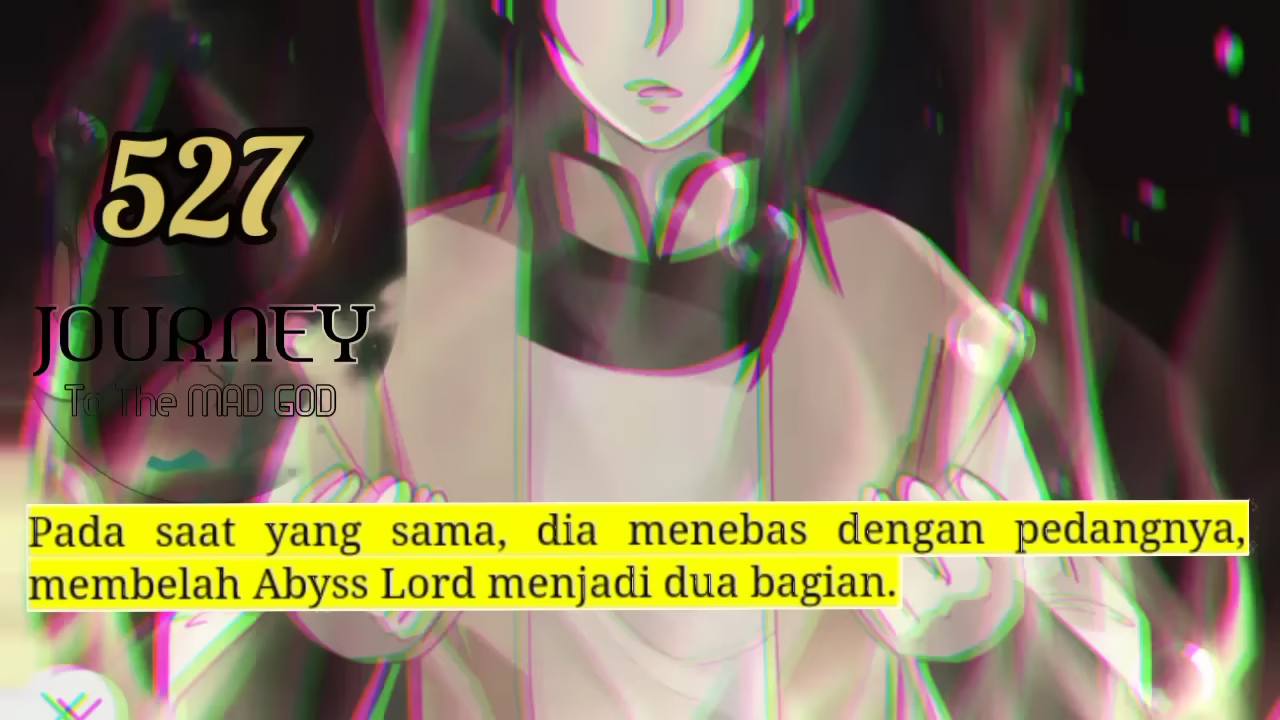 527
JOURNEY
To The MAD GOD
Pada saat yang sama, dia menebas dengan pedangnya,
membelah Abyss Lord menjadi dua bagian.